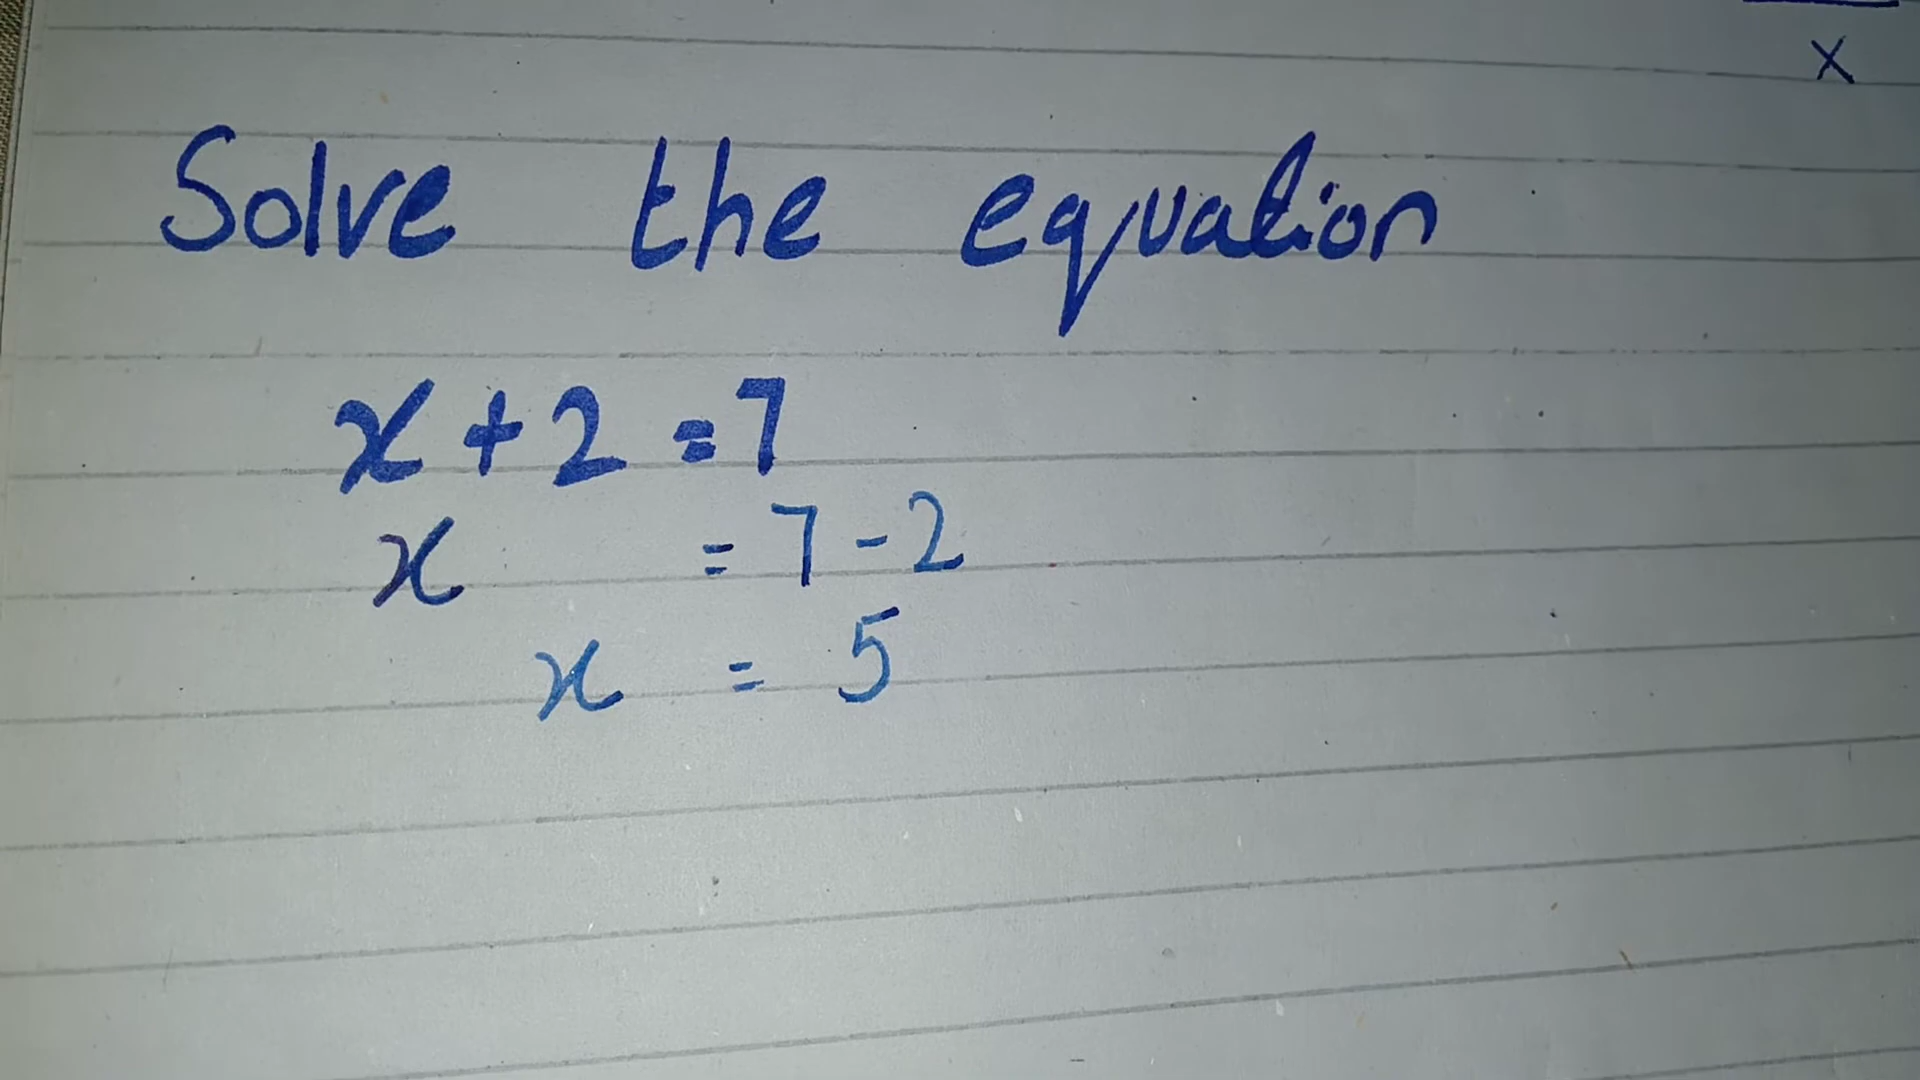 x
Solve the equation
x + 2 = 7
x = 7 - 2
x = 5